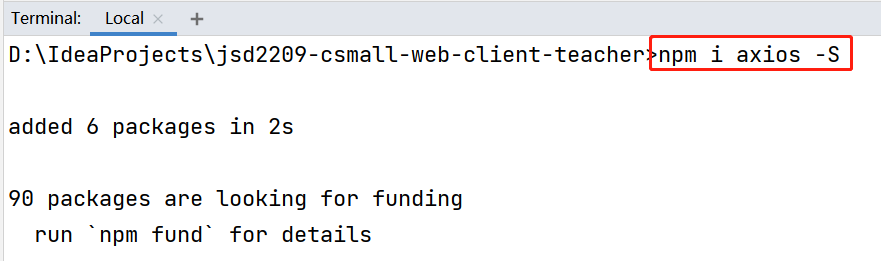 Terminal: Local × +
D:\IdeaProjects\jsd2209-csmall-web-client-teacher>npm i axios -S
added 6 packages in 2s
90 packages are looking for funding
  run `npm fund` for details